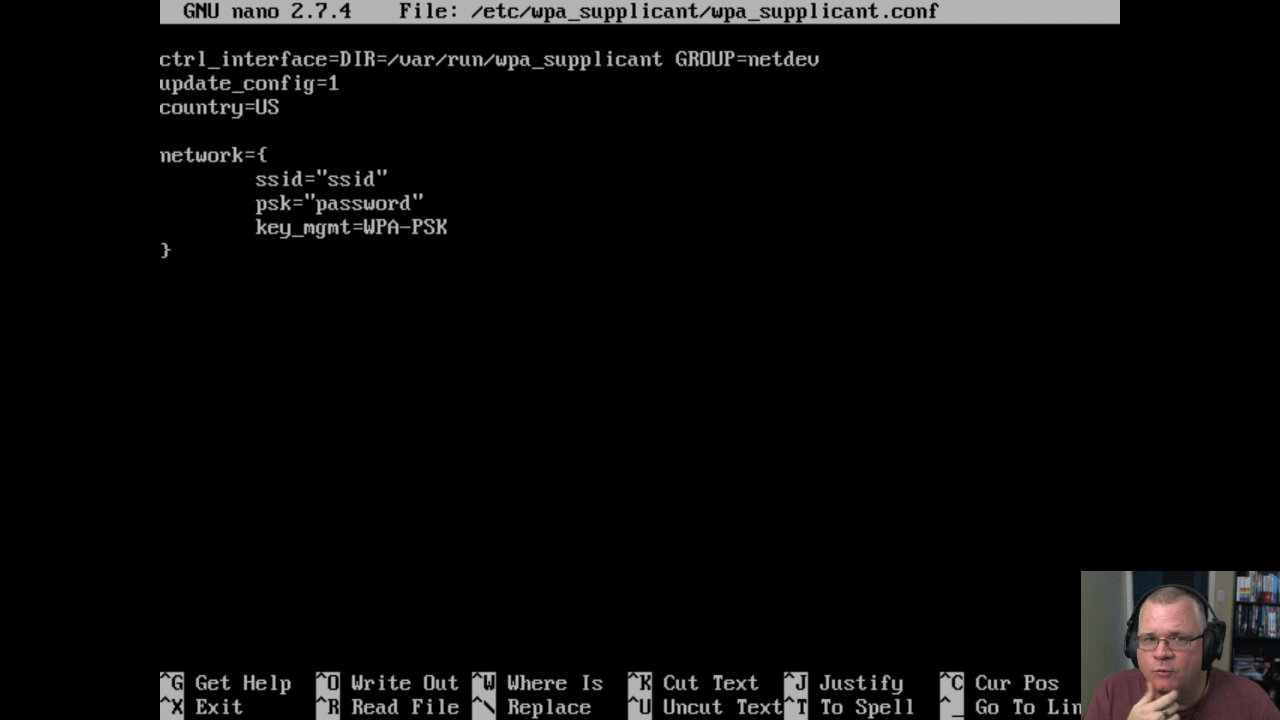 GNU nano 2.7.4 File: /etc/wpa_supplicant/wpa_supplicant.conf
ctrl_interface=DIR=/var/run/wpa_supplicant GROUP=netdev
update_config=1
country=US
network={
ssid="ssid"
psk="password"
key_mgmt=WPA-PSK
}
^G Get Help ^O Write Out ^W Where Is ^K Cut Text ^J Justify ^C Cur Pos
^X Exit ^R Read File ^\ Replace ^U Uncut Text ^T To Spell ^_ Go To Lin